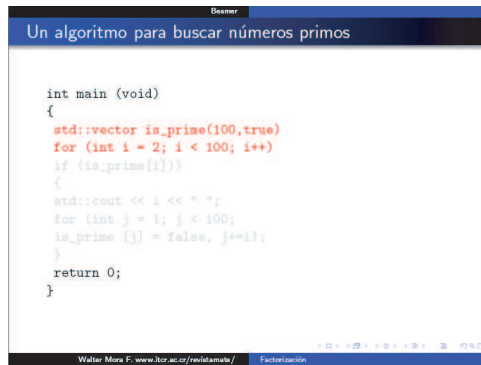 Beamer
Un algoritmo para buscar números primos
int main (void)
{
std::vector is_prime(100,true)
for (int i = 2; i < 100; i++)
if (is_prime[i]))
{
std::cout << i << " ";
for (int j = i; j < 100;
is_prime [j] = false, j+=i);
}
return 0;
}
Walter Mora F. www.itcr.ac.cr/revistamate/ Factorización